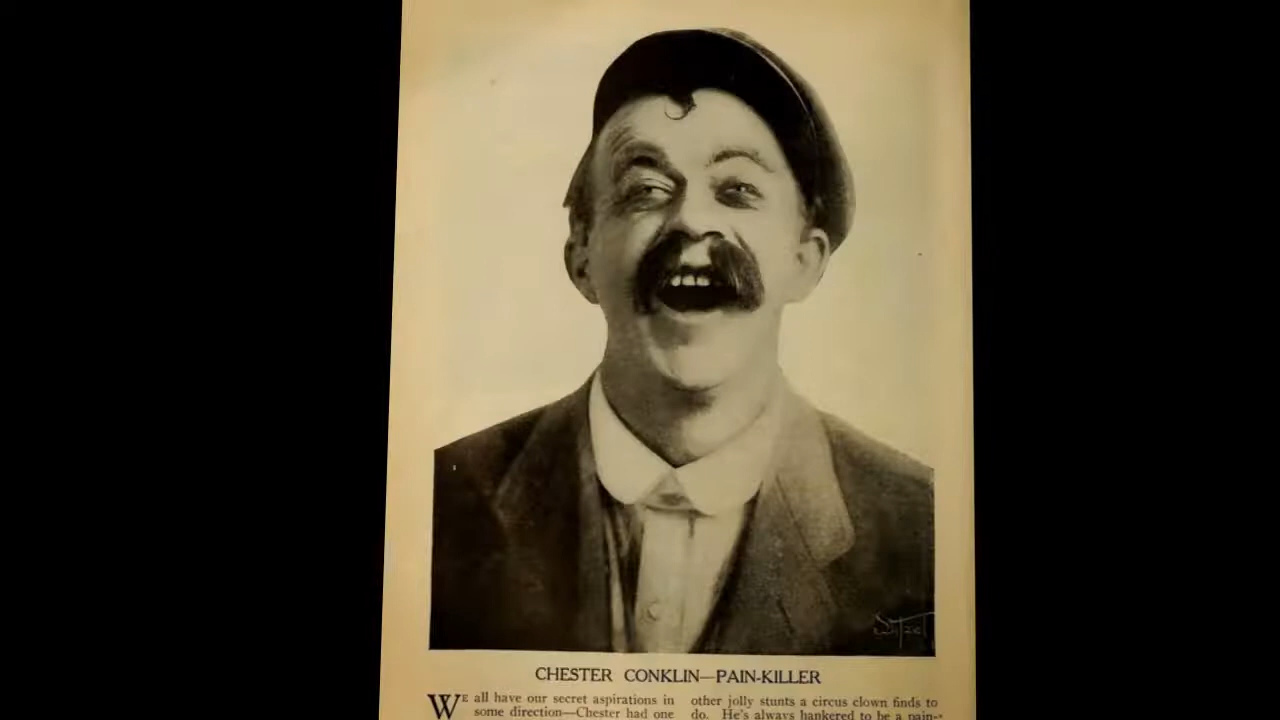 CHESTER CONKLIN—PAIN-KILLER
WE all have our secret aspirations in
some direction—Chester had one
other jolly stunts a circus clown finds to
do. He's always hankered to be a pain-